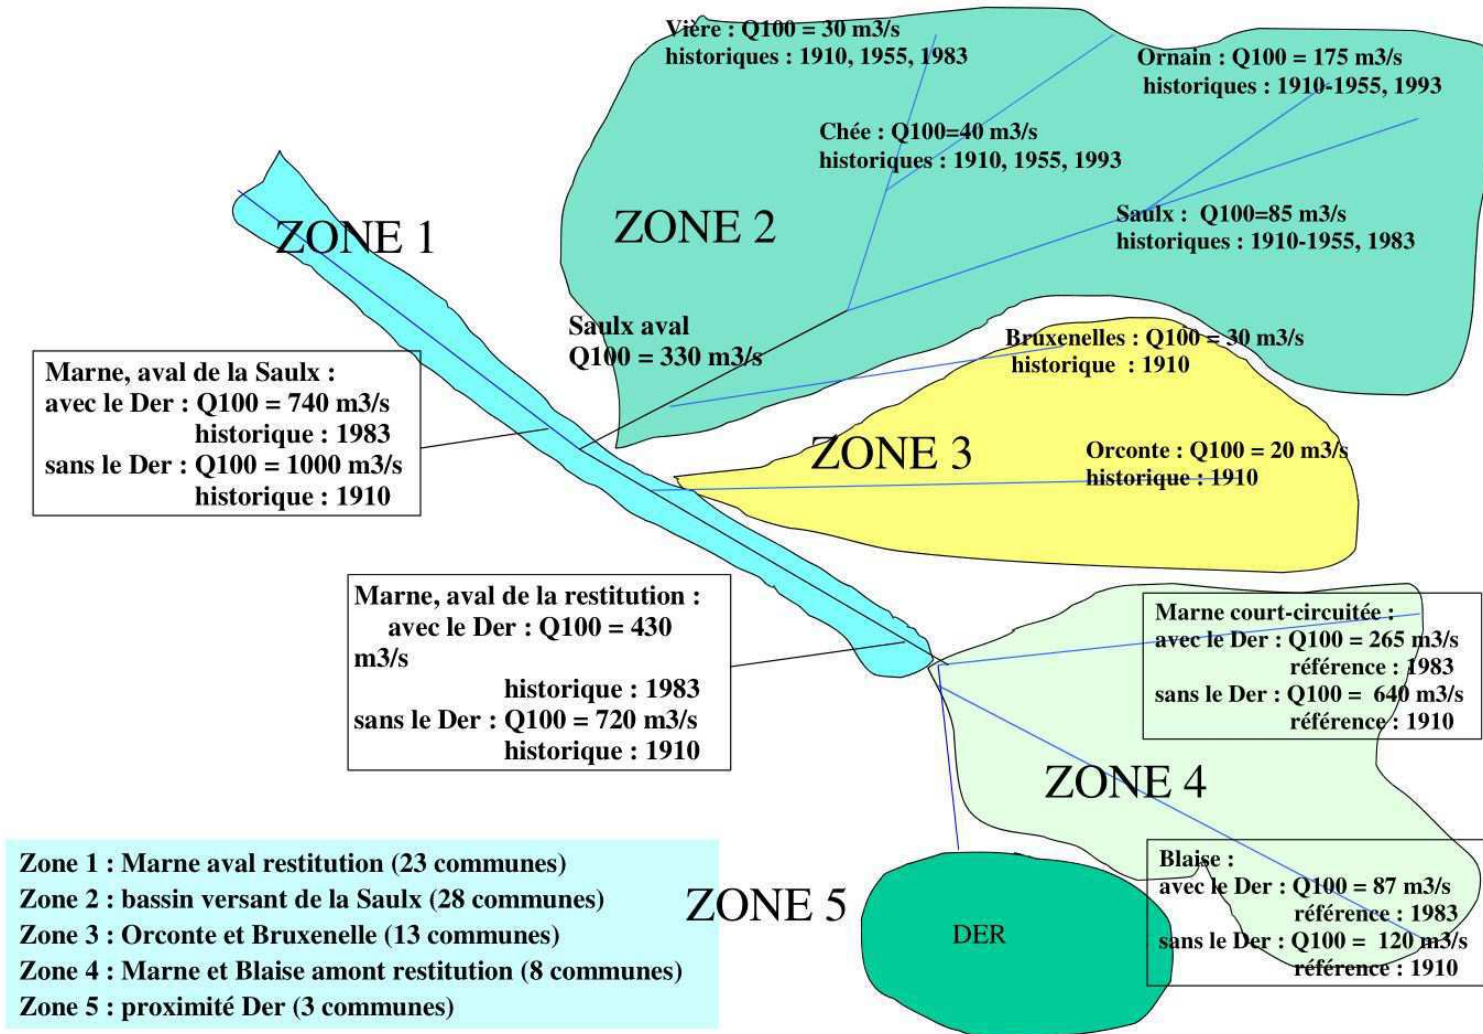 Vière : Q100 = 30 m3/s
historiques : 1910, 1955, 1983
Ornain : Q100 = 175 m3/s
historiques : 1910-1955, 1993
Chée : Q100=40 m3/s
historiques : 1910, 1955, 1993
ZONE 1
ZONE 2
Saulx :  Q100=85 m3/s
historiques : 1910-1955, 1983
Saulx aval
Q100 = 330 m3/s
Bruxenelles : Q100 = 30 m3/s
historique  : 1910
Marne, aval de la Saulx :
avec le Der : Q100 = 740 m3/s
historique : 1983
sans le Der : Q100 = 1000 m3/s
historique : 1910
ZONE 3
Orconte : Q100 = 20 m3/s
historique : 1910
Marne, aval de la restitution :
avec le Der : Q100 = 430
m3/s
historique : 1983
sans le Der : Q100 = 720 m3/s
historique : 1910
Marne court-circuitée :
avec le Der : Q100 = 265 m3/s
référence : 1983
sans le Der : Q100 =  640 m3/s
référence : 1910
ZONE 4
Zone 1 : Marne aval restitution (23 communes)
Zone 2 : bassin versant de la Saulx (28 communes)
Zone 3 : Orconte et Bruxenelle (13 communes)
Zone 4 : Marne et Blaise amont restitution (8 communes)
Zone 5 : proximité Der (3 communes)
ZONE 5
DER
Blaise :
avec le Der : Q100 = 87 m3/s
référence : 1983
sans le Der : Q100 =  120 m3/s
référence : 1910